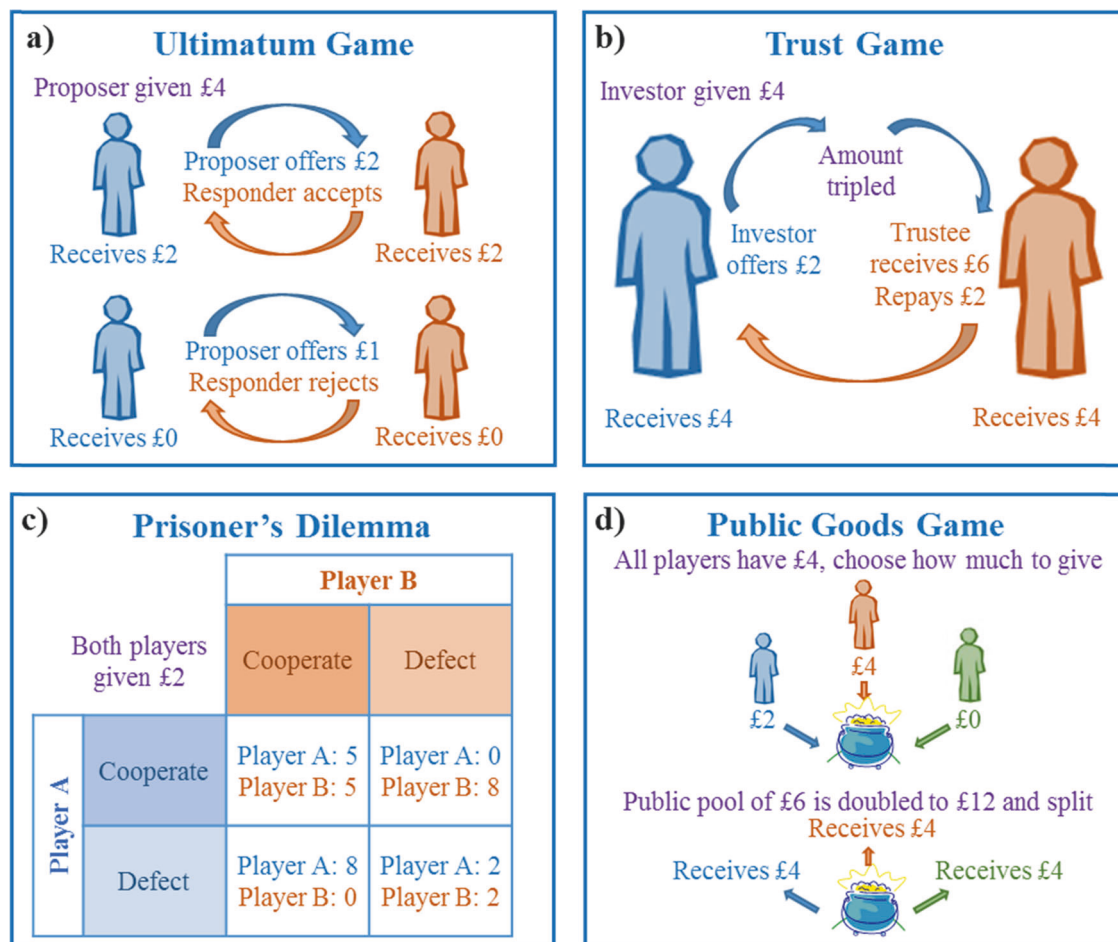 a)
Ultimatum Game
Proposer given £4
Proposer offers £2
Responder accepts
Receives £2
Receives £2
Proposer offers £1
Responder rejects
Receives £0
Receives £0
b)
Trust Game
Investor given £4
Amount
tripled
Investor
offers £2
Trustee
receives £6
Repays £2
Receives £4
Receives £4
c)
Prisoner’s Dilemma
Player B
Both players
given £2
Cooperate
Defect
Player A
Cooperate
Player A: 5
Player B: 5
Player A: 0
Player B: 8
Defect
Player A: 8
Player B: 0
Player A: 2
Player B: 2
d)
Public Goods Game
All players have £4, choose how much to give
£4
£2
£0
Public pool of £6 is doubled to £12 and split
Receives £4
Receives £4
Receives £4